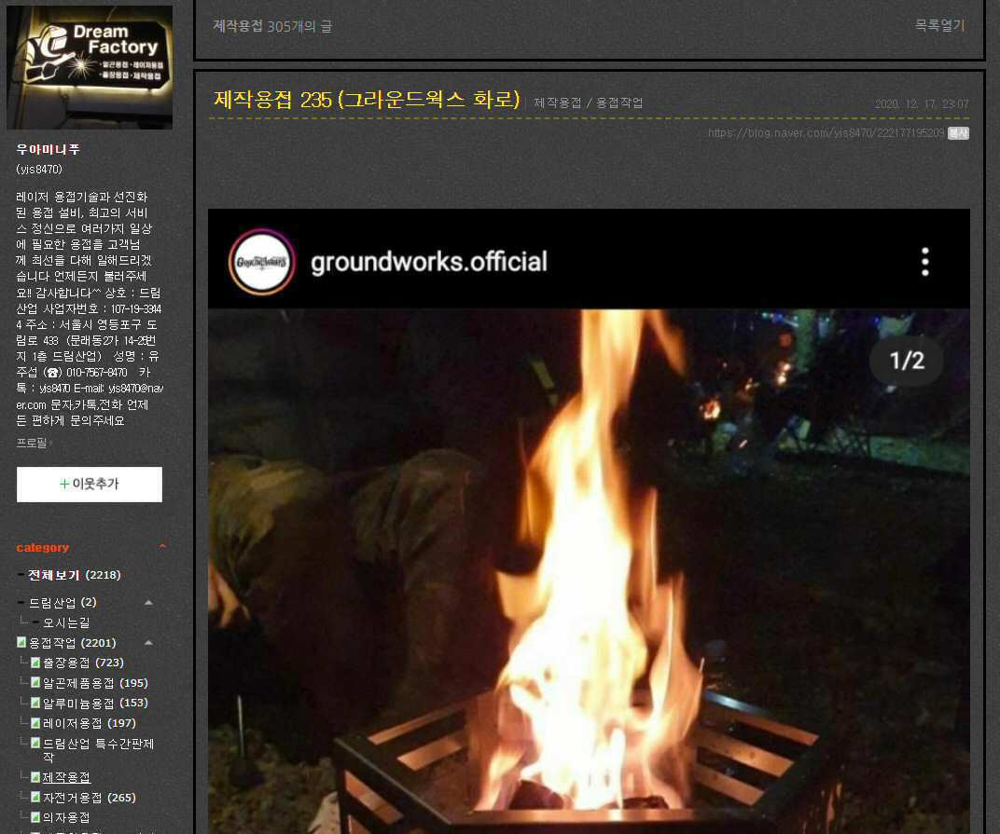 Dream
Factory
·알곤용접·레이저용접
·출장용접·제작용접
우아미니푸
(yis8470)
레이저 용접기술과 선진화
된 용접 설비, 최고의 서비
스 정신으로 여러가지 일상
에 필요한 용접을 고객님
께 최선을 다해 일해드리겠
습니다 언제든지 불러주세
요!! 감사합니다^^ 상호 : 드림
산업 사업자번호 : 107-19-3914
4 주소 : 서울시 영등포구 도
림로 433 (문래동2가 14-28번
지 1층 드림산업) 성명 : 유
주섭 (☎) 010-7567-8470 카
톡 : yis8470 E-mail: yis8470@nav
er.com 문자,카톡,전화 언제
든 편하게 문의주세요
프로필
+이웃추가
category
전체보기 (2218)
드림산업 (2)
오시는길
용접작업 (2201)
출장용접 (723)
알곤제품용접 (195)
알루미늄용접 (153)
레이저용접 (197)
드림산업 특수간판제
작
제작용접
자전거용접 (265)
의자용접
제작용접 305개의 글
목록열기
제작용접 235 (그라운드웍스 화로)
제작용접 / 용접작업
2020. 12. 17. 23:07
https://blog.naver.com/yis8470/222177195209 복사
GROUNDWORKS
groundworks.official
1/2